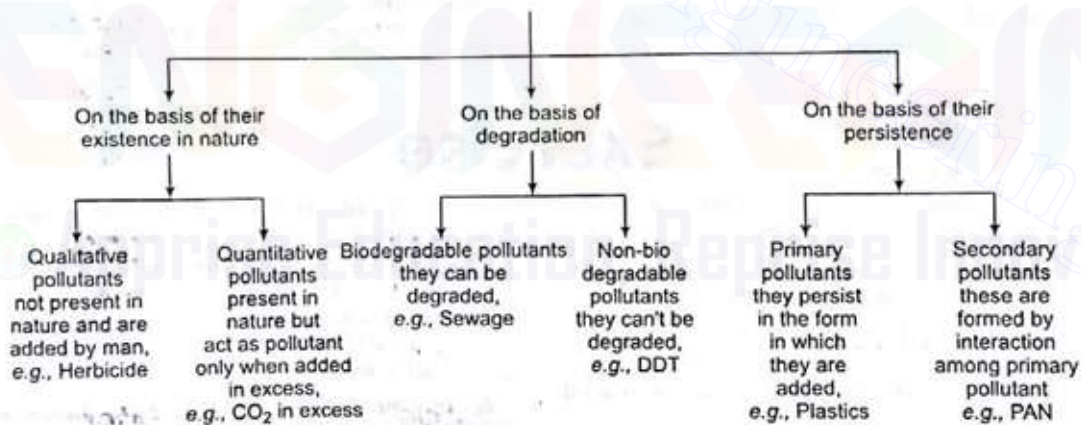 On the basis of their
existence in nature
On the basis of
degradation
On the basis of their
persistence
Qualitative
pollutants
not present in
nature and are
added by man,
e.g., Herbicide
Quantitative
pollutants
present in
nature but
act as pollutant
only when added
in excess,
e.g., CO₂ in excess
Biodegradable pollutants
they can be
degraded,
e.g., Sewage
Non-bio
degradable
pollutants
they can't be
degraded,
e.g., DDT
Primary
pollutants
they persist
in the form
in which
they are
added,
e.g., Plastics
Secondary
pollutants
these are
formed by
interaction
among primary
pollutant
e.g., PAN